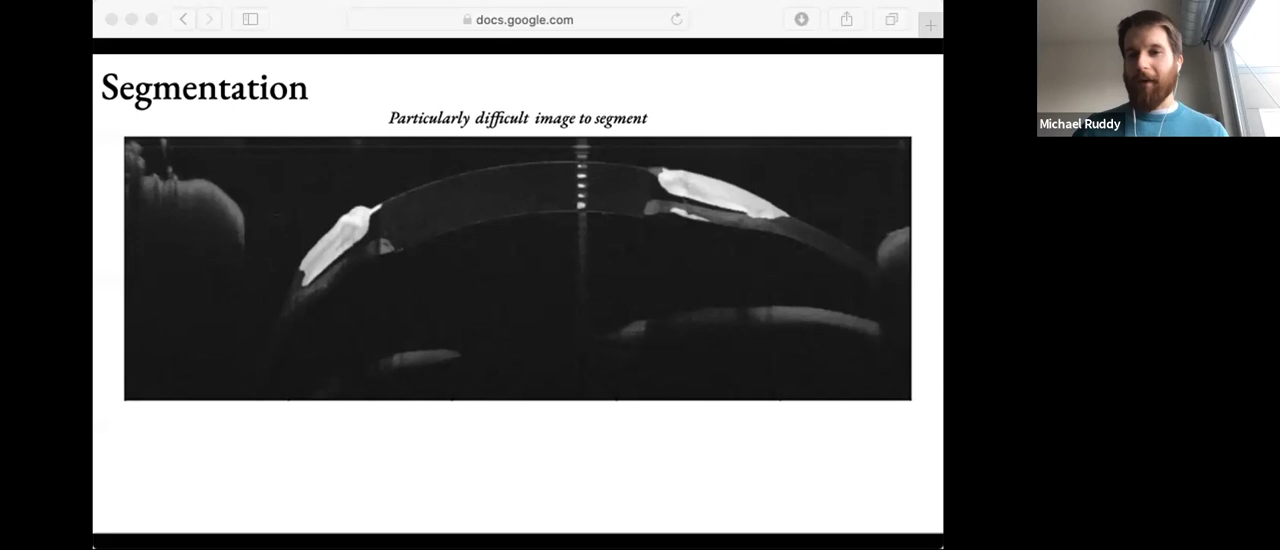 docs.google.com
Segmentation
Particularly difficult image to segment
Michael Ruddy